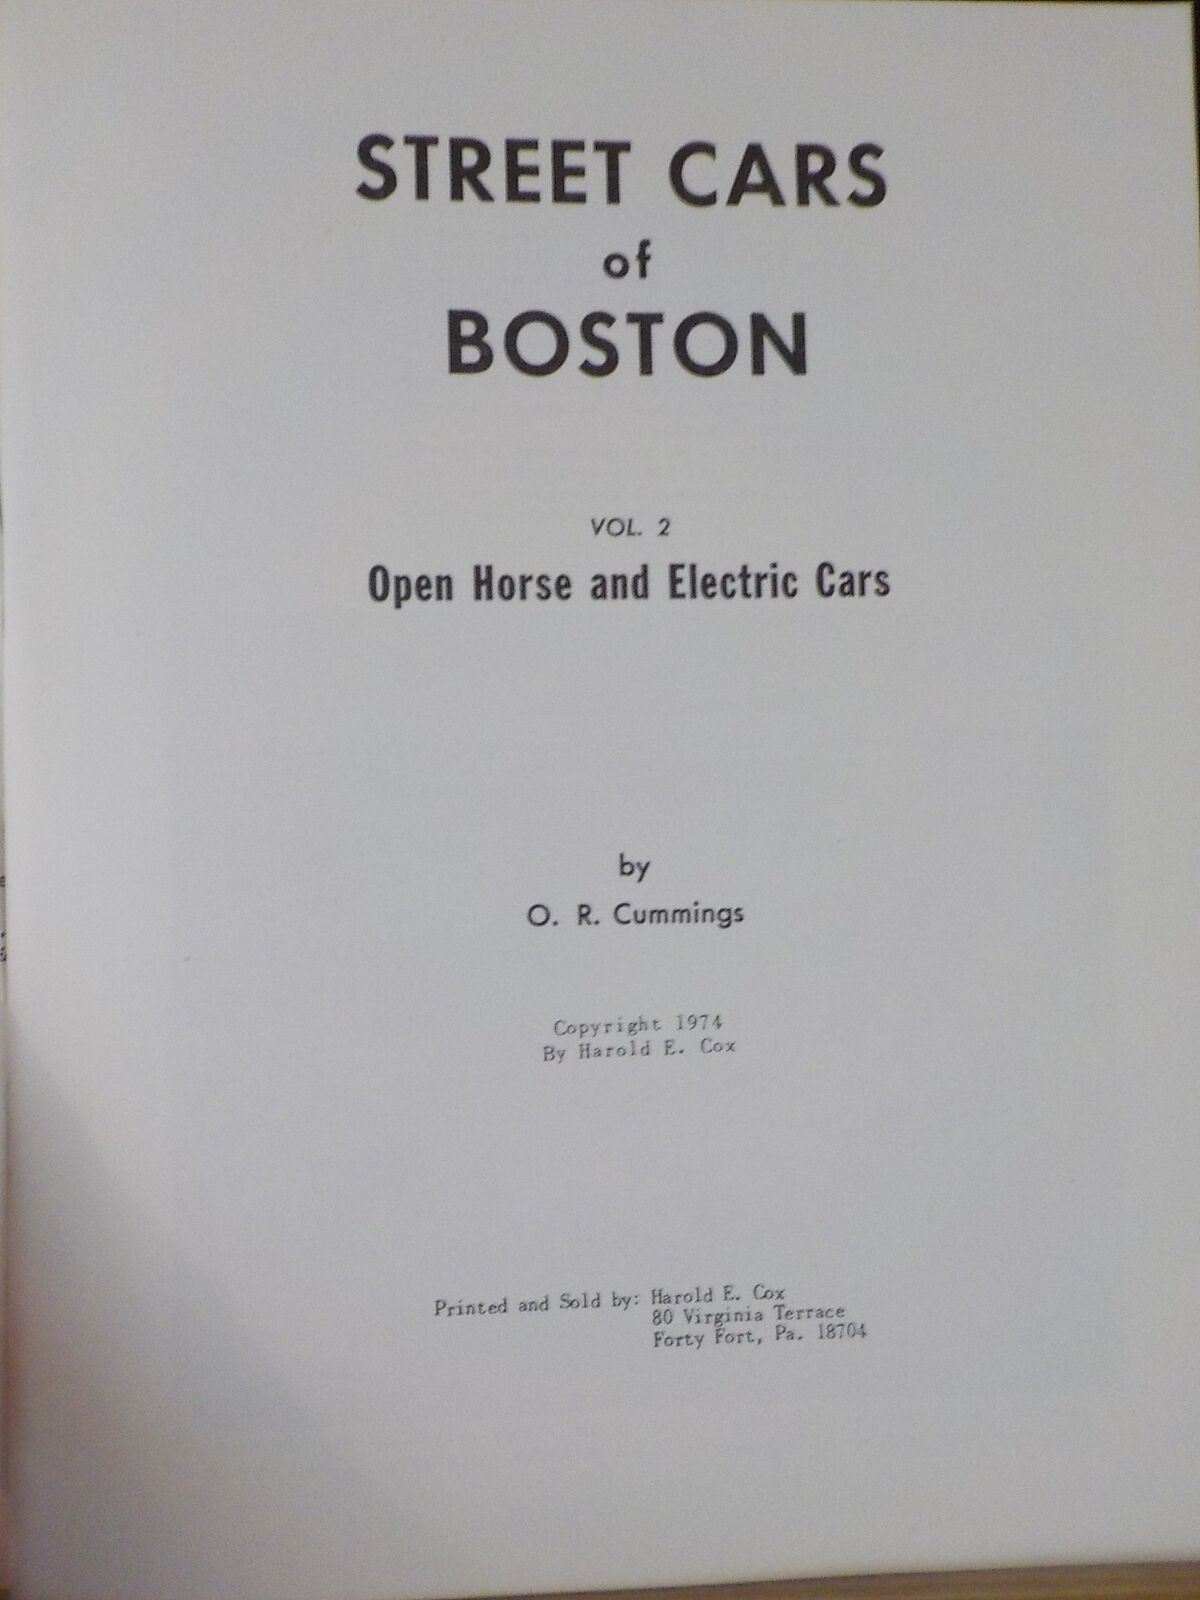 STREET CARS
of
BOSTON
VOL. 2
Open Horse and Electric Cars
by
O. R. Cummings
Copyright 1974
By Harold E. Cox
Printed and Sold by: Harold E. Cox
80 Virginia Terrace
Forty Fort, Pa. 18704